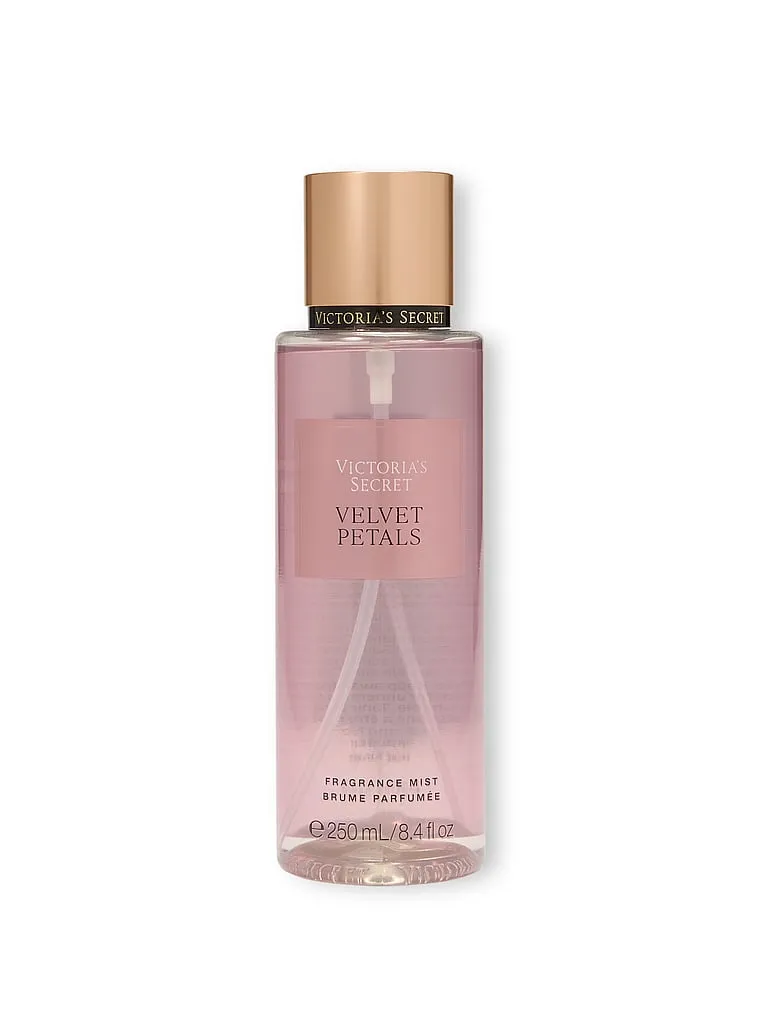 VICTORIA'S SECRET
VICTORIA'S
SECRET
VELVET
PETALS
FRAGRANCE MIST
BRUME PARFUMÉE
℮ 250 mL/8.4 fl oz